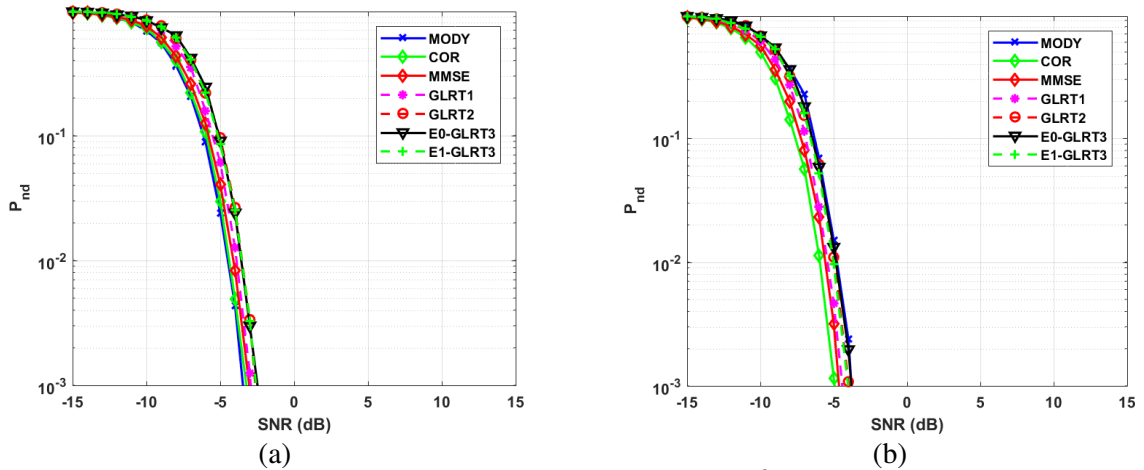 MODY
COR
MMSE
GLRT1
GLRT2
E0-GLRT3
E1-GLRT3
P_nd
10^-1
10^-2
10^-3
-15 -10 -5 0 5 10 15
SNR (dB)
(a)
MODY
COR
MMSE
GLRT1
GLRT2
E0-GLRT3
E1-GLRT3
P_nd
10^-1
10^-2
10^-3
-15 -10 -5 0 5 10 15
SNR (dB)
(b)